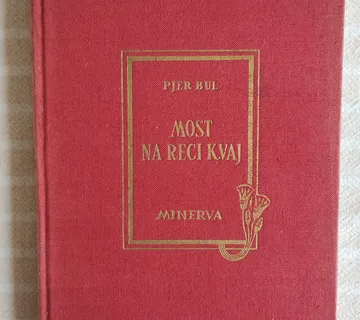 PJER BUL
MOST
NA RECI KVAJ
MINERVA